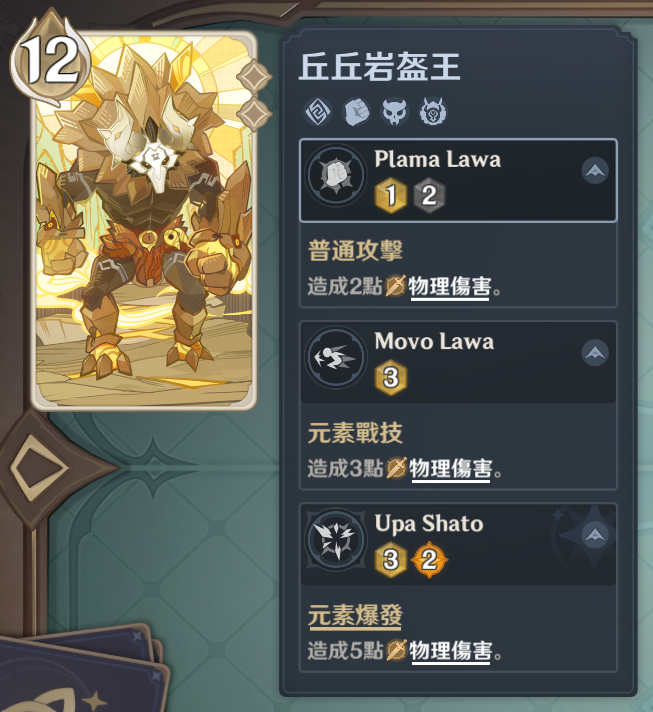 12
丘丘岩盔王
Plama Lawa
1 2
普通攻擊
造成2點物理傷害。
Movo Lawa
3
元素戰技
造成3點物理傷害。
Upa Shato
3 2
元素爆發
造成5點物理傷害。